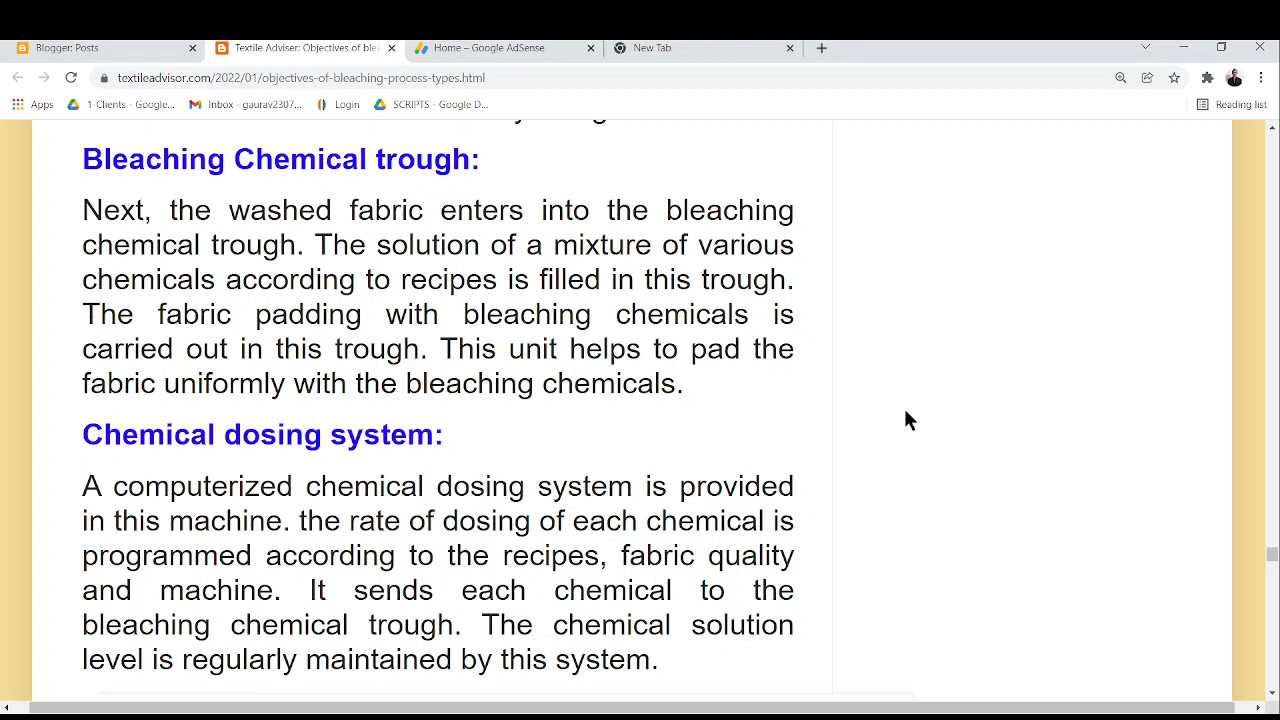 Blogger: Posts
Textile Adviser: Objectives of ble
Home – Google AdSense
New Tab
textileadvisor.com/2022/01/objectives-of-bleaching-process-types.html
Apps
1-Clients - Google...
Inbox - gaurav2307...
Login
SCRIPTS - Google D...
Reading list
Bleaching Chemical trough:
Next, the washed fabric enters into the bleaching
chemical trough. The solution of a mixture of various
chemicals according to recipes is filled in this trough.
The fabric padding with bleaching chemicals is
carried out in this trough. This unit helps to pad the
fabric uniformly with the bleaching chemicals.
Chemical dosing system:
A computerized chemical dosing system is provided
in this machine. the rate of dosing of each chemical is
programmed according to the recipes, fabric quality
and machine. It sends each chemical to the
bleaching chemical trough. The chemical solution
level is regularly maintained by this system.